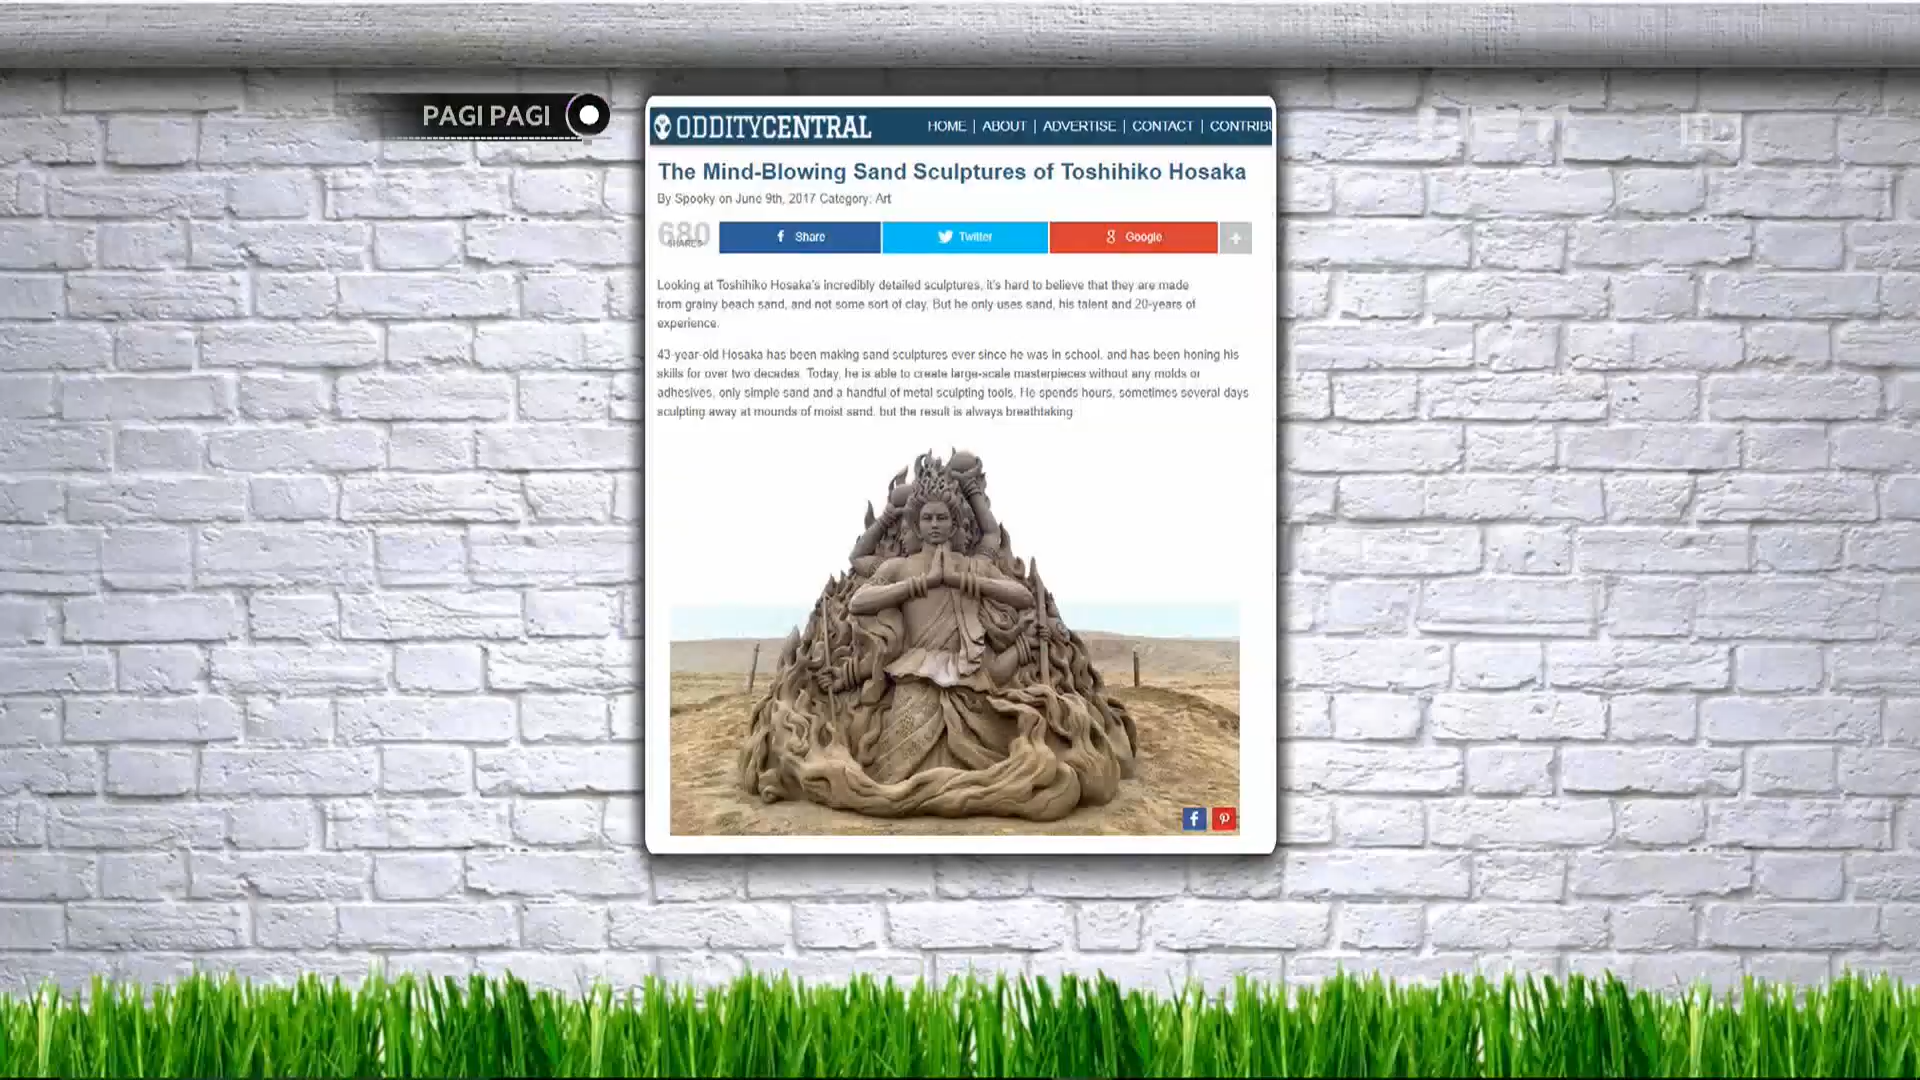 PAGI PAGI
ODDITYCENTRAL
HOME | ABOUT | ADVERTISE | CONTACT | CONTRIBU
The Mind-Blowing Sand Sculptures of Toshihiko Hosaka
By Spooky on June 9th, 2017 Category: Art
680
SHARES
Share
Twitter
Google
Looking at Toshihiko Hosaka's incredibly detailed sculptures, it's hard to believe that they are made
from grainy beach sand, and not some sort of clay. But he only uses sand, his talent and 20-years of
experience.
43-year-old Hosaka has been making sand sculptures ever since he was in school, and has been honing his
skills for over two decades. Today, he is able to create large-scale masterpieces without any molds or
adhesives, only simple sand and a handful of metal sculpting tools. He spends hours, sometimes several days
sculpting away at mounds of moist sand, but the result is always breathtaking